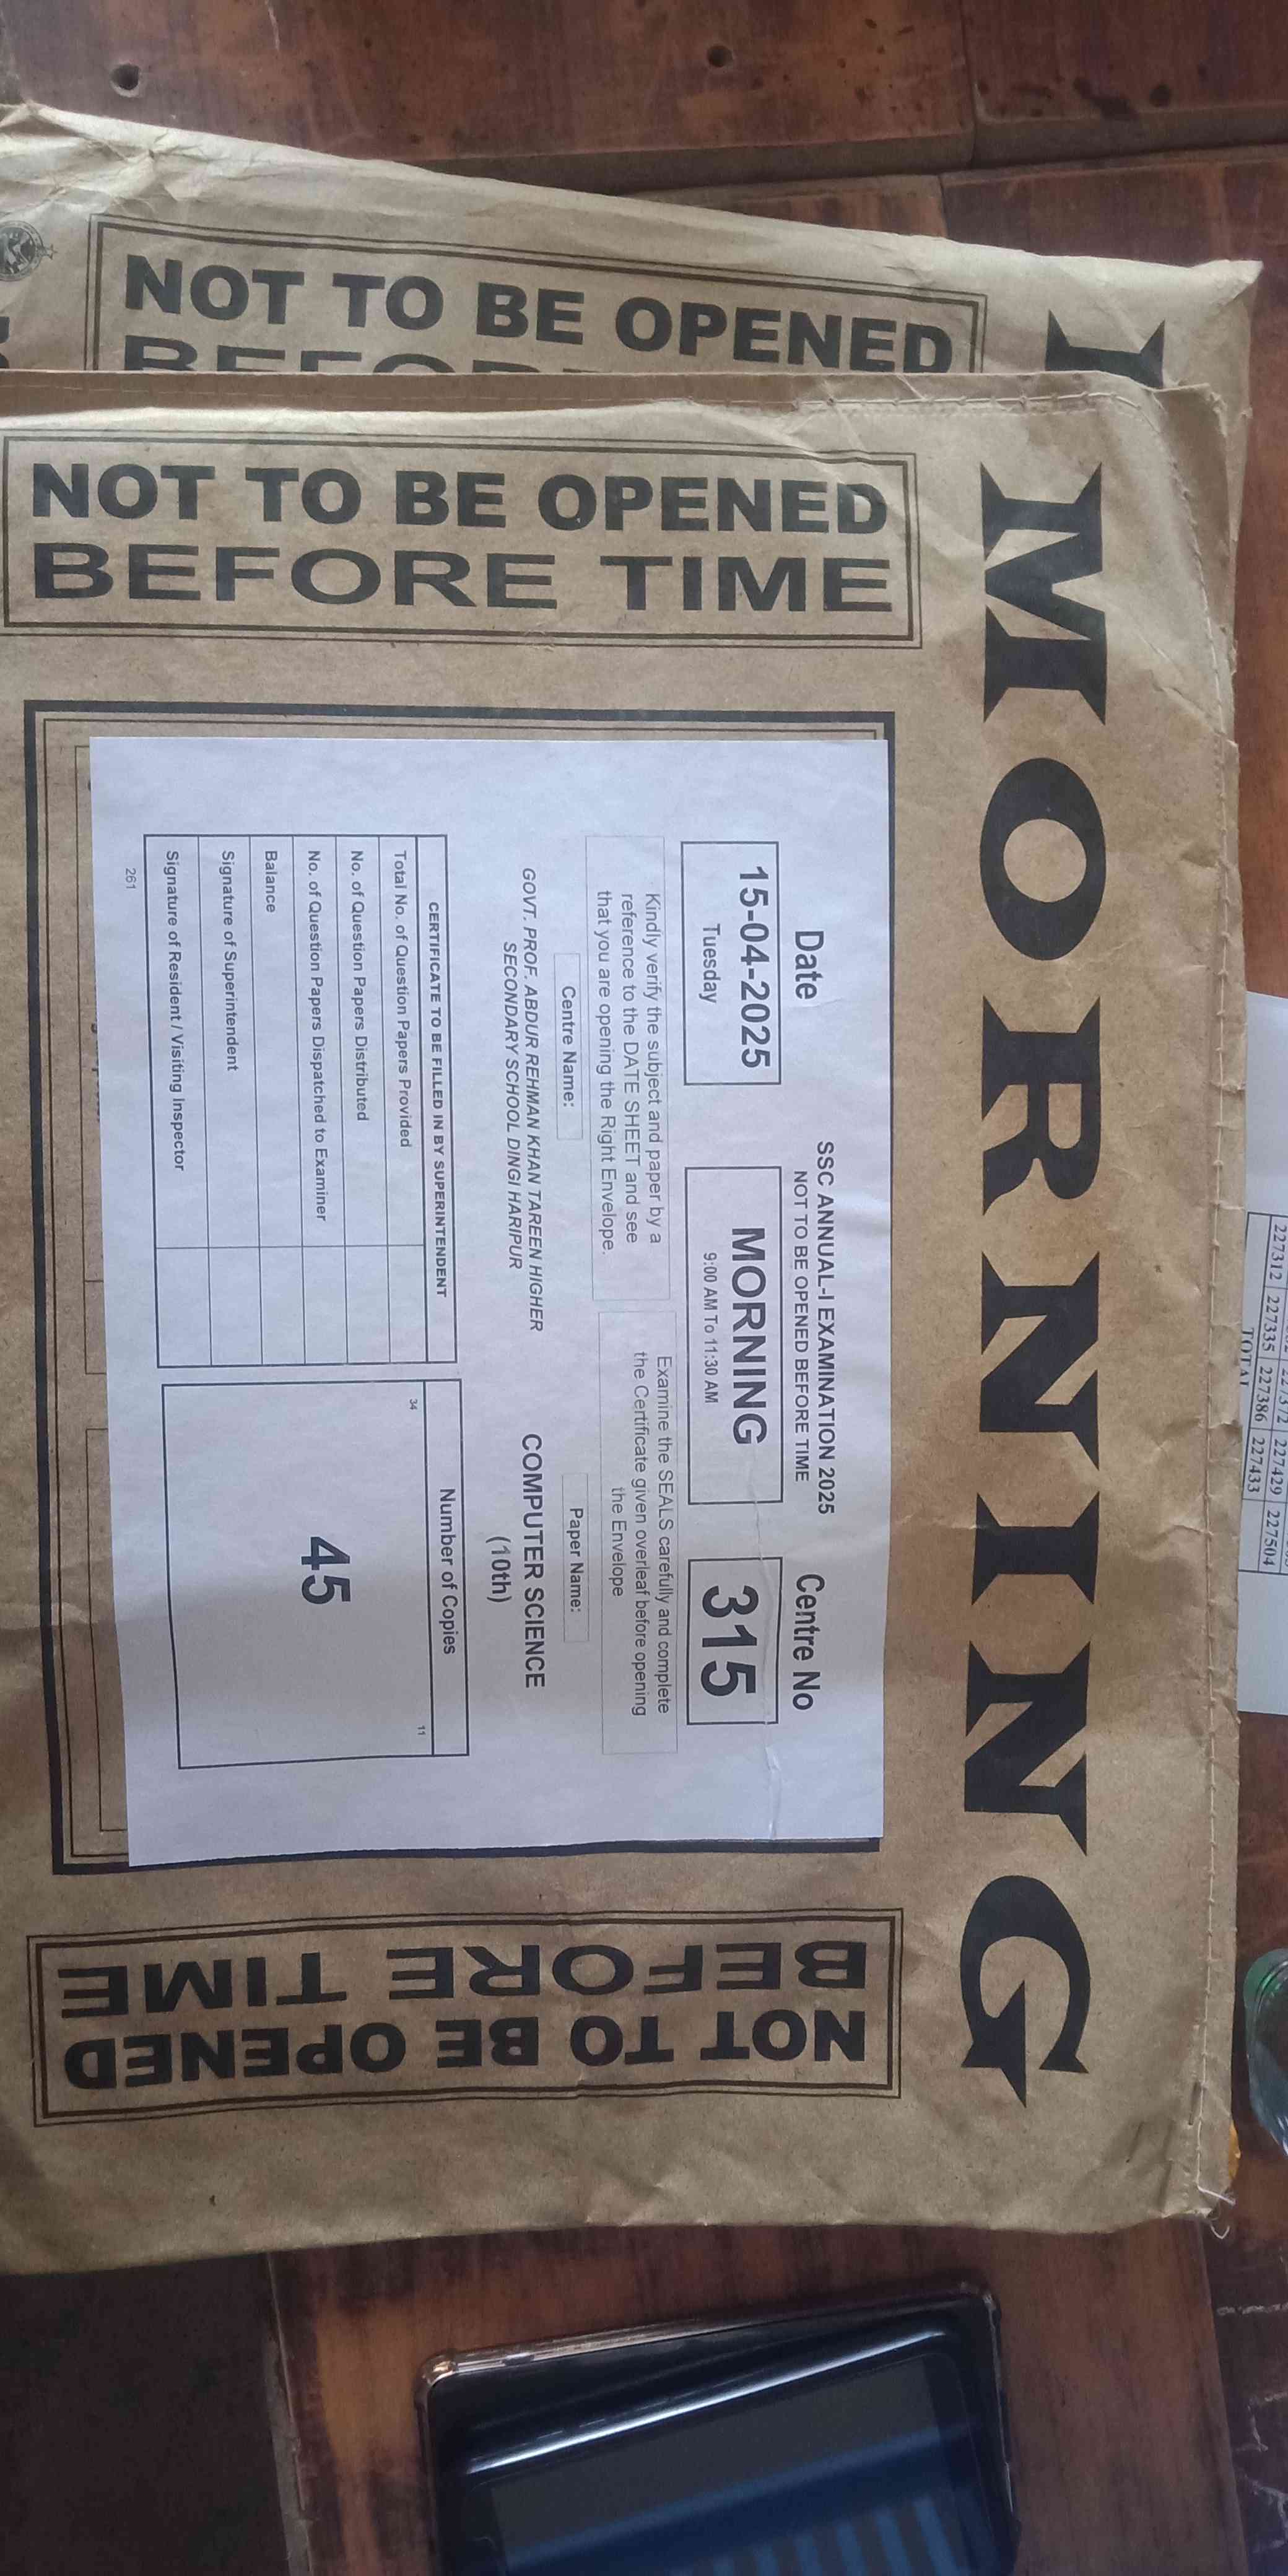 NOT TO BE OPENED
NOT TO BE OPENED
BEFORE TIME
MORNING
SSC ANNUAL-I EXAMINATION 2025
NOT TO BE OPENED BEFORE TIME
Date
Centre No
15-04-2025
Tuesday
MORNING
9:00 AM To 11:30 AM
315
Kindly verify the subject and paper by a
reference to the DATE SHEET and see
that you are opening the Right Envelope.
Examine the SEALS carefully and complete
the Certificate given overleaf before opening
the Envelope
Centre Name:
Paper Name:
GOVT. PROF. ABDUR REHMAN KHAN TAREEN HIGHER
SECONDARY SCHOOL DINGI HARIPUR
COMPUTER SCIENCE
(10th)
CERTIFICATE TO BE FILLED IN BY SUPERINTENDENT
Total No. of Question Papers Provided
No. of Question Papers Distributed
No. of Question Papers Dispatched to Examiner
Balance
Signature of Superintendent
Signature of Resident / Visiting Inspector
Number of Copies
34
11
45
261
NOT TO BE OPENED
BEFORE TIME
227429 227504
227312 227335 227386 227433
TOTAL